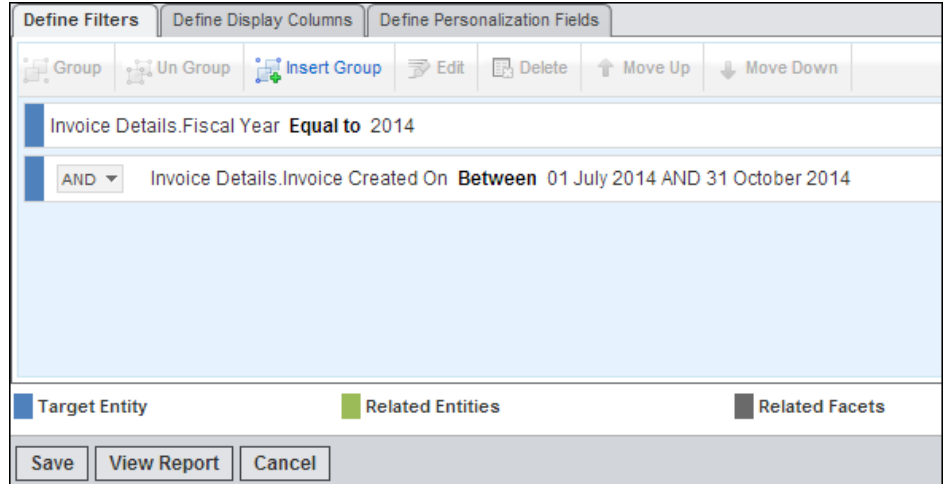 Define Filters Define Display Columns Define Personalization Fields
Group Un Group Insert Group Edit Delete Move Up Move Down
Invoice Details.Fiscal Year Equal to 2014
AND Invoice Details.Invoice Created On Between 01 July 2014 AND 31 October 2014
Target Entity Related Entities Related Facets
Save View Report Cancel